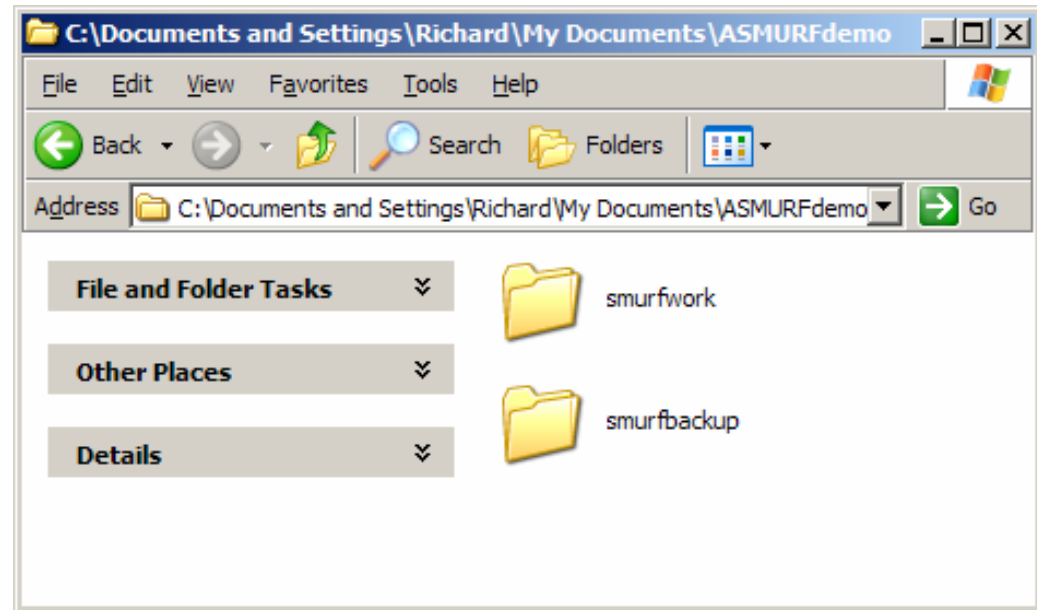 C:\Documents and Settings\Richard\My Documents\ASMURFdemo
File Edit View Favorites Tools Help
Back Search Folders
Address C:\Documents and Settings\Richard\My Documents\ASMURFdemo Go
File and Folder Tasks
smurfwork
Other Places
smurfbackup
Details